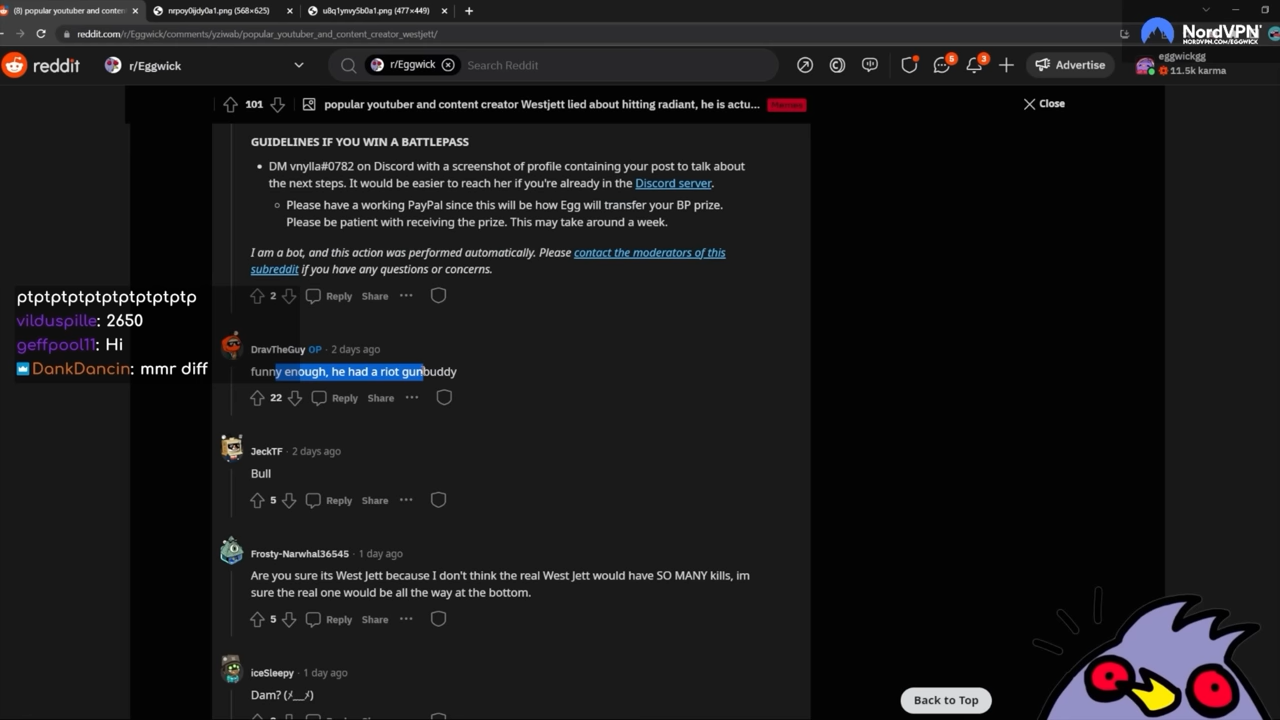 (8) popular youtuber and conten
nrpoy0ijdy0a1.png (568×625)
u8q1ynvy5b0a1.png (477×449)
reddit.com/r/Eggwick/comments/yziwab/popular_youtuber_and_content_creator_westjett/
NordVPN
NORDVPN.COM/EGGWICK
reddit
r/Eggwick
r/Eggwick
Search Reddit
6
3
Advertise
eggwickgg
11.5k karma
101
popular youtuber and content creator Westjett lied about hitting radiant, he is actu...
Close
GUIDELINES IF YOU WIN A BATTLEPASS
• DM vnylla#0782 on Discord with a screenshot of profile containing your post to talk about
the next steps. It would be easier to reach her if you're already in the Discord server.
Please have a working PayPal since this will be how Egg will transfer your BP prize.
Please be patient with receiving the prize. This may take around a week.
I am a bot, and this action was performed automatically. Please contact the moderators of this
subreddit if you have any questions or concerns.
2 Reply Share
ptptptptptptptptptptp
vilduspille: 2650
geffpool11: Hi
DankDancin: mmr diff
DravTheGuy OP · 2 days ago
funny enough, he had a riot gunbuddy
22 Reply Share
JeckTF · 2 days ago
Bull
5 Reply Share
Frosty-Narwhal36545 · 1 day ago
Are you sure its West Jett because I don't think the real West Jett would have SO MANY kills, im
sure the real one would be all the way at the bottom.
5 Reply Share
iceSleepy · 1 day ago
Dam? (メ﹏メ)
Back to Top